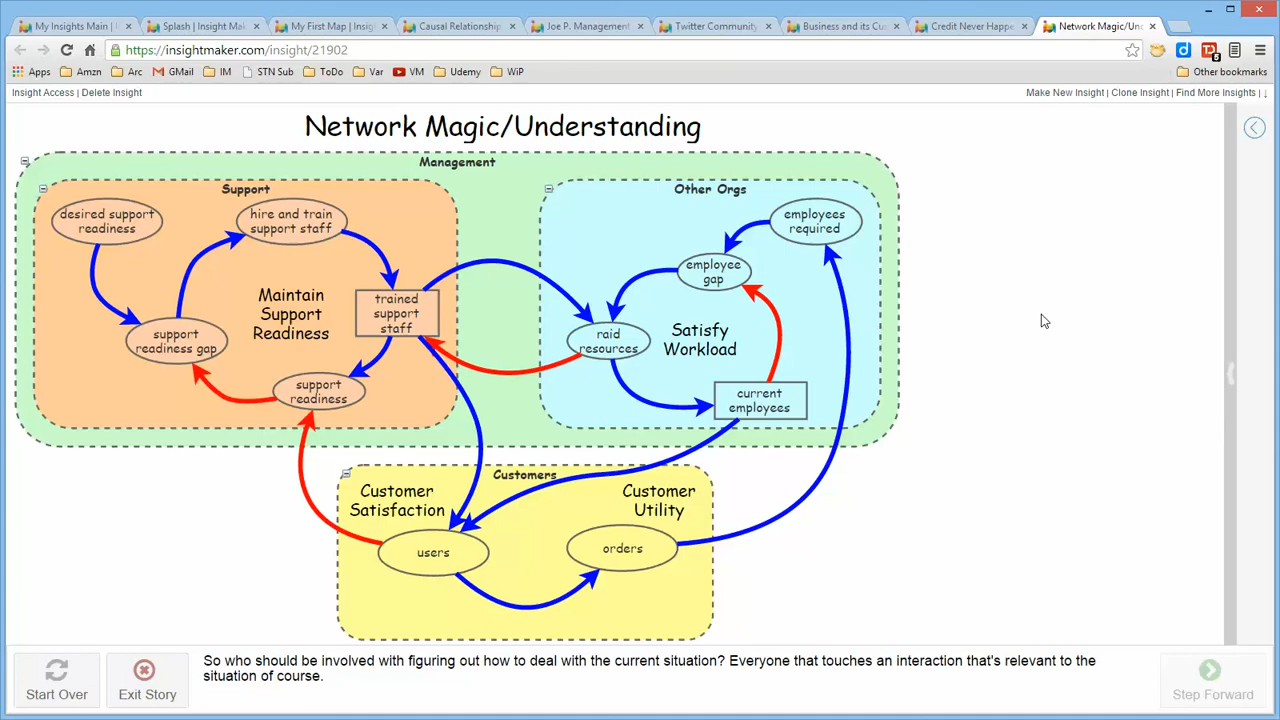 My Insights Main |
Splash | Insight Mak
My First Map | Insig
Causal Relationship
Joe P. Management
Twitter Community
Business and its Cu
Credit Never Happe
Network Magic/Un
https://insightmaker.com/insight/21902
Apps
Amzn
Arc
GMail
IM
STN Sub
ToDo
Var
VM
Udemy
WiP
Other bookmarks
Insight Access | Delete Insight
Make New Insight | Clone Insight | Find More Insights | ↓
Network Magic/Understanding
Management
Support
Other Orgs
desired support
readiness
hire and train
support staff
employees
required
employee
gap
Maintain
Support
Readiness
trained
support
staff
support
readiness gap
raid
resources
Satisfy
Workload
support
readiness
current
employees
Customers
Customer
Satisfaction
Customer
Utility
users
orders
Start Over
Exit Story
So who should be involved with figuring out how to deal with the current situation? Everyone that touches an interaction that's relevant to the
situation of course.
Step Forward